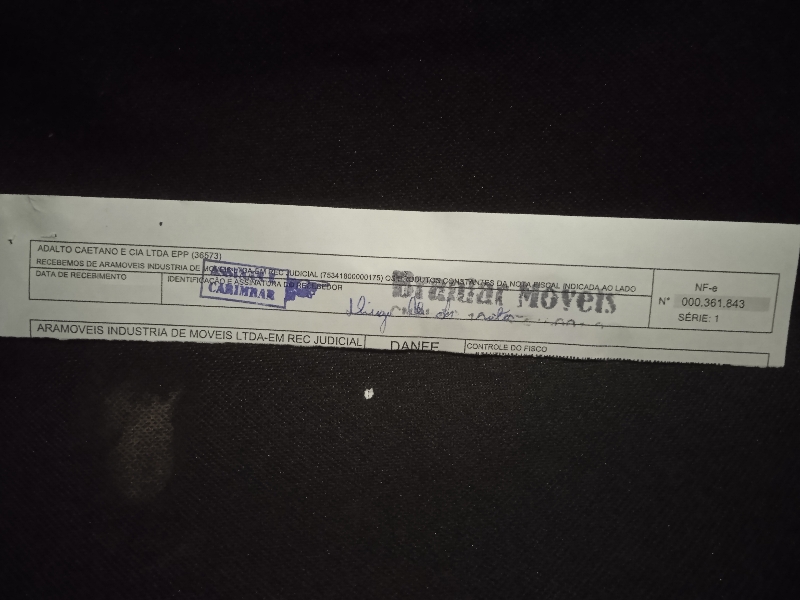 ADALTO CAETANO E CIA LTDA EPP (36573)
RECEBEMOS DE ARAMOVEIS INDUSTRIA DE MOVEIS LTDA-EM REC JUDICIAL (75341800000175) OS PRODUTOS CONSTANTES DA NOTA FISCAL INDICADA AO LADO
DATA DE RECEBIMENTO
IDENTIFICAÇÃO E ASSINATURA DO RECEBEDOR
CARIMBAR
Móveis
NF-e
N° 000.361.843
SÉRIE: 1
ARAMOVEIS INDUSTRIA DE MOVEIS LTDA-EM REC JUDICIAL
DANFE
CONTROLE DO FISCO